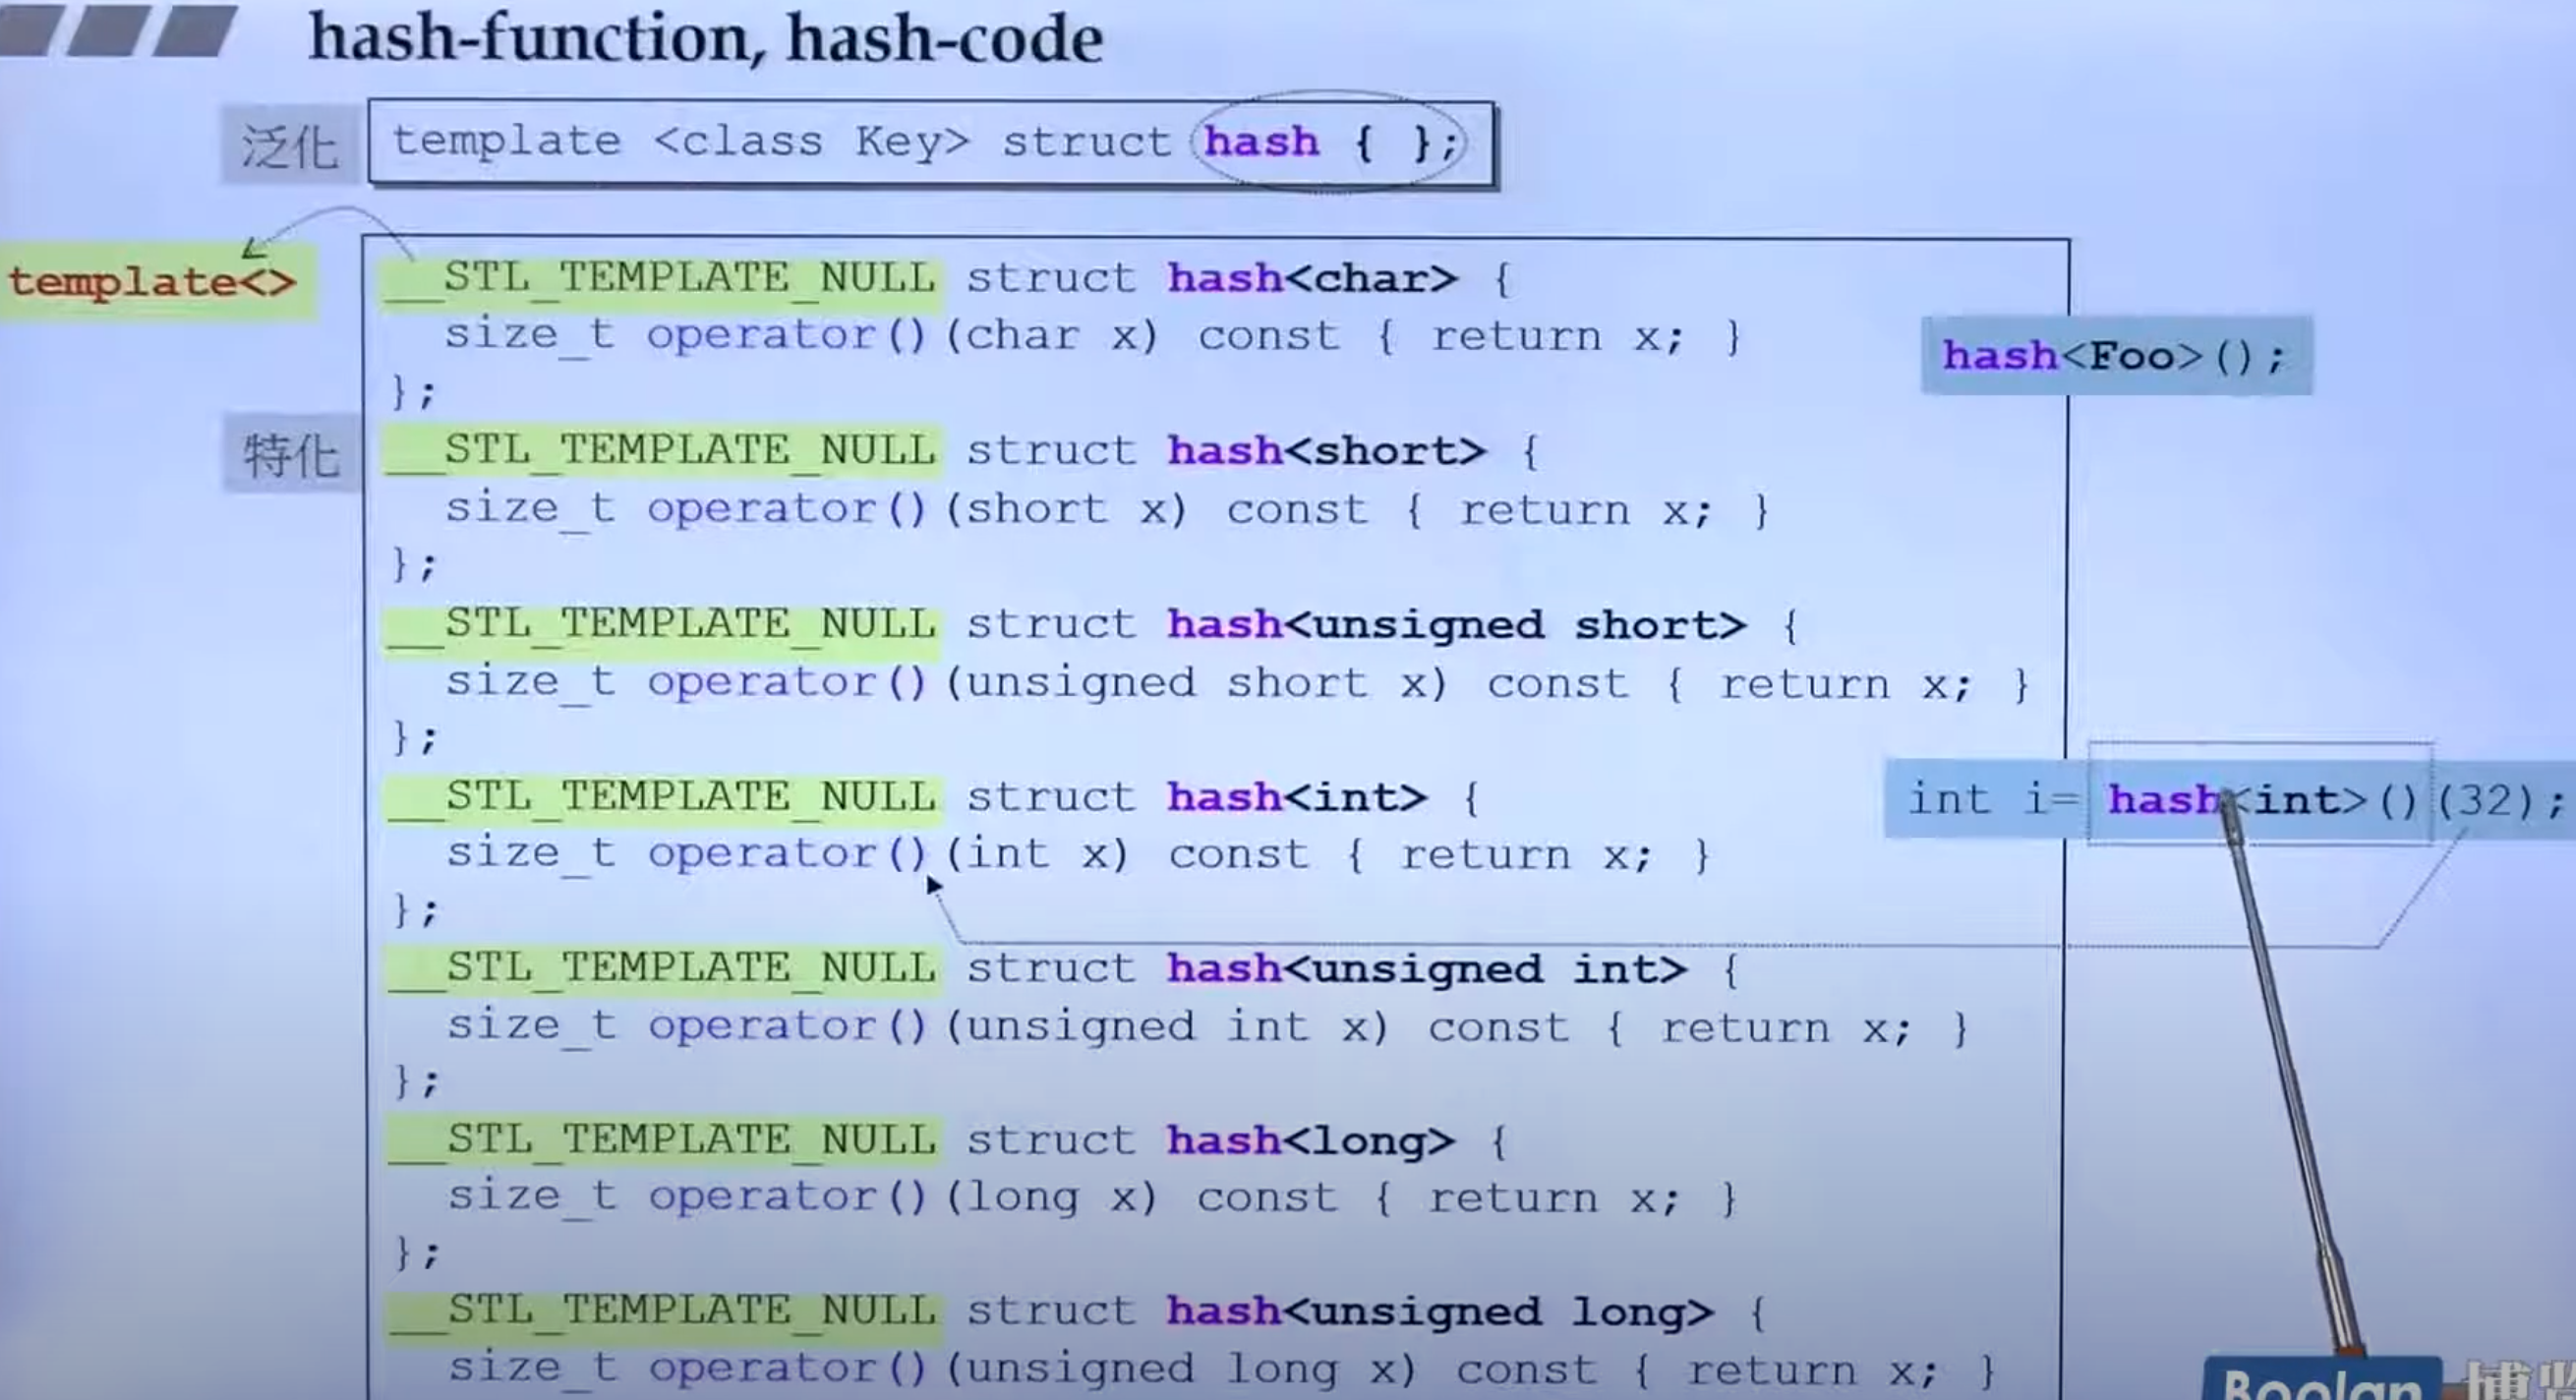 hash-function, hash-code
泛化
template <class Key> struct hash { };
template<>
__STL_TEMPLATE_NULL struct hash<char> {
size_t operator()(char x) const { return x; }
};
hash<Foo>();
特化
__STL_TEMPLATE_NULL struct hash<short> {
size_t operator()(short x) const { return x; }
};
__STL_TEMPLATE_NULL struct hash<unsigned short> {
size_t operator()(unsigned short x) const { return x; }
};
__STL_TEMPLATE_NULL struct hash<int> {
int i= hash<int>()(32);
size_t operator()(int x) const { return x; }
};
__STL_TEMPLATE_NULL struct hash<unsigned int> {
size_t operator()(unsigned int x) const { return x; }
};
__STL_TEMPLATE_NULL struct hash<long> {
size_t operator()(long x) const { return x; }
};
__STL_TEMPLATE_NULL struct hash<unsigned long> {
size_t operator()(unsigned long x) const { return x; }
Boolan